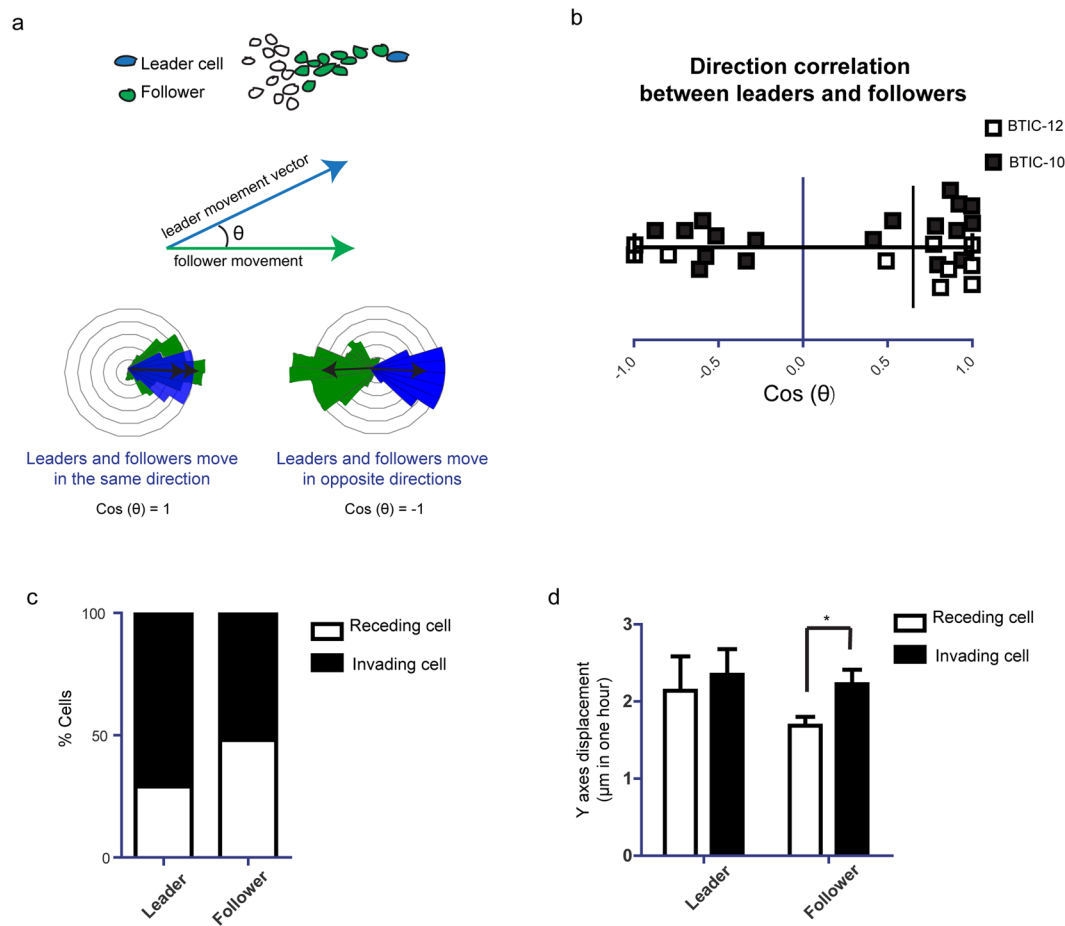 a
Leader cell
Follower
leader movement vector
θ
follower movement
Leaders and followers move
in the same direction
Cos (θ) = 1
Leaders and followers move
in opposite directions
Cos (θ) = -1
b
Direction correlation
between leaders and followers
BTIC-12
BTIC-10
-1.0
-0.5
0.0
0.5
1.0
Cos (θ)
c
100
50
0
% Cells
Receding cell
Invading cell
Leader
Follower
d
3
2
1
0
Y axes displacement
(µm in one hour)
*
Receding cell
Invading cell
Leader
Follower